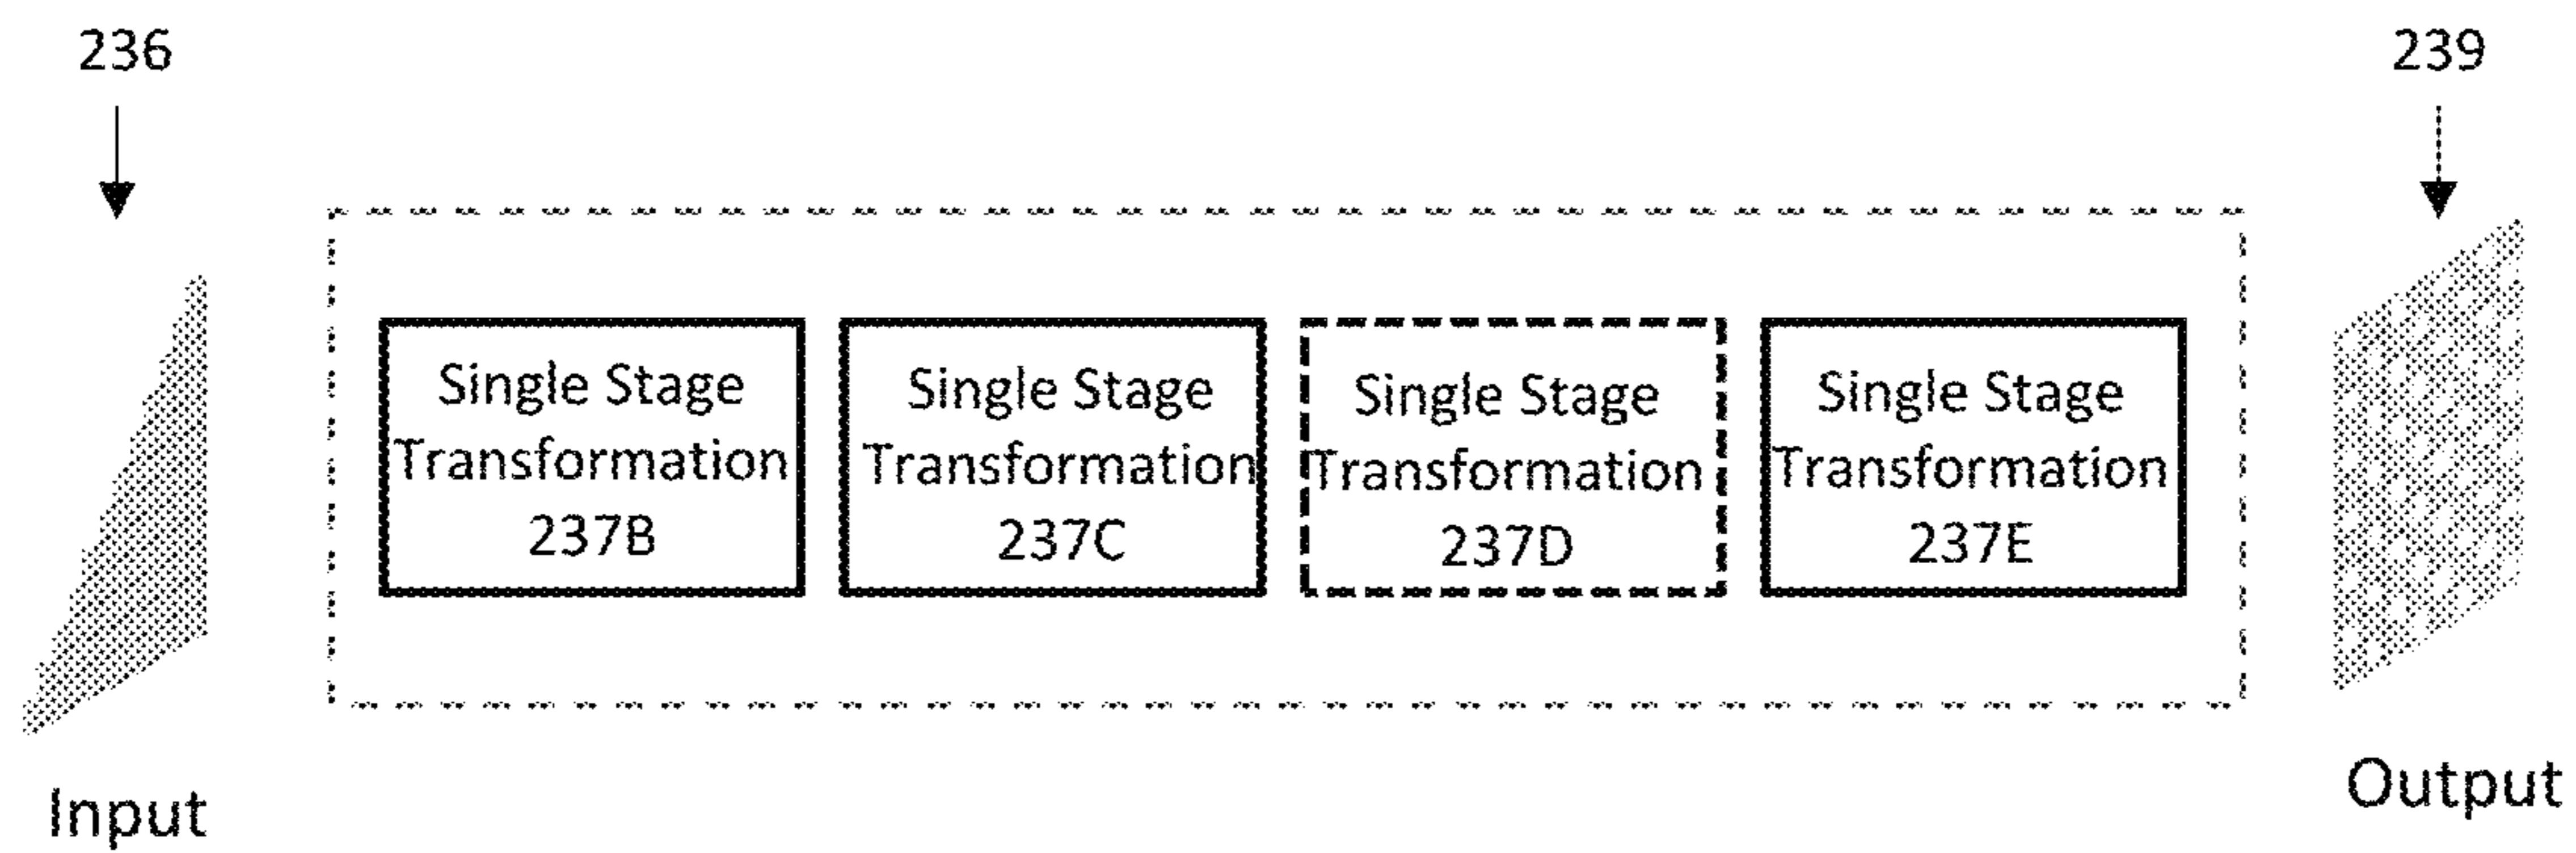 236
239
Single Stage
Transformation
237B
Single Stage
Transformation
237C
Single Stage
Transformation
237D
Single Stage
Transformation
237E
Input
Output